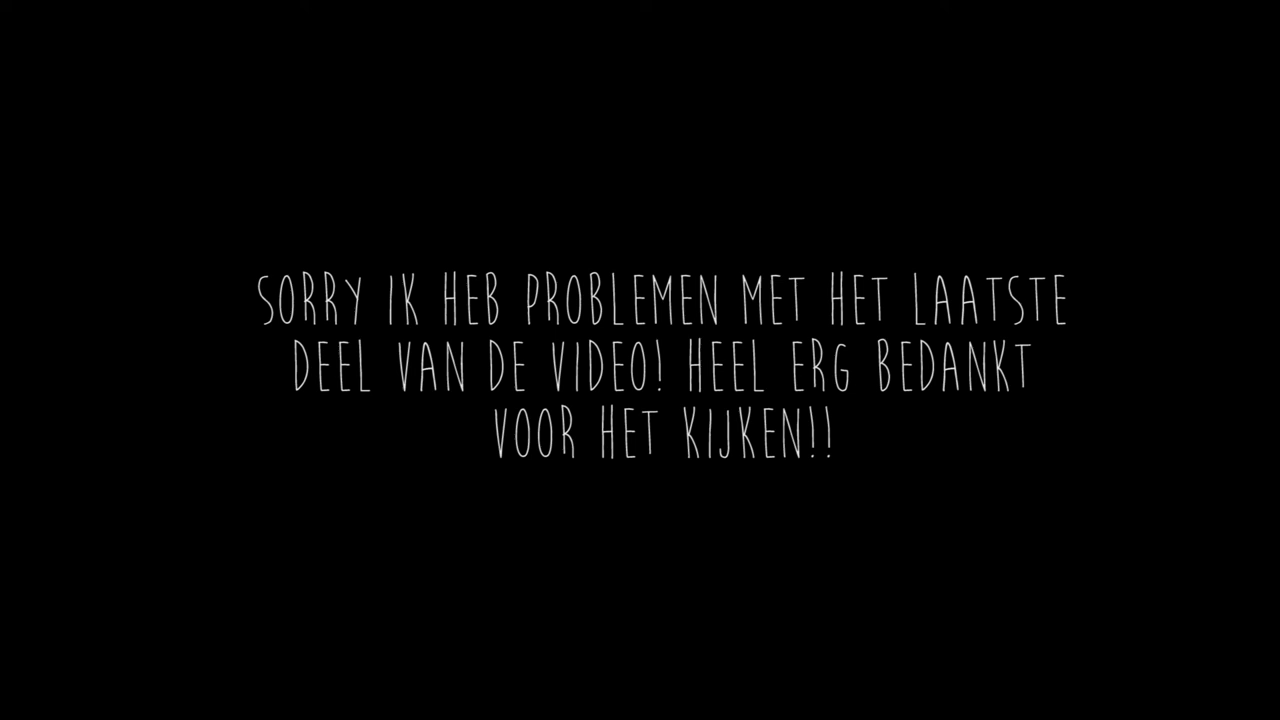 SORRY IK HEB PROBLEMEN MET HET LAATSTE
DEEL VAN DE VIDEO! HEEL ERG BEDANKT
VOOR HET KIJKEN!!